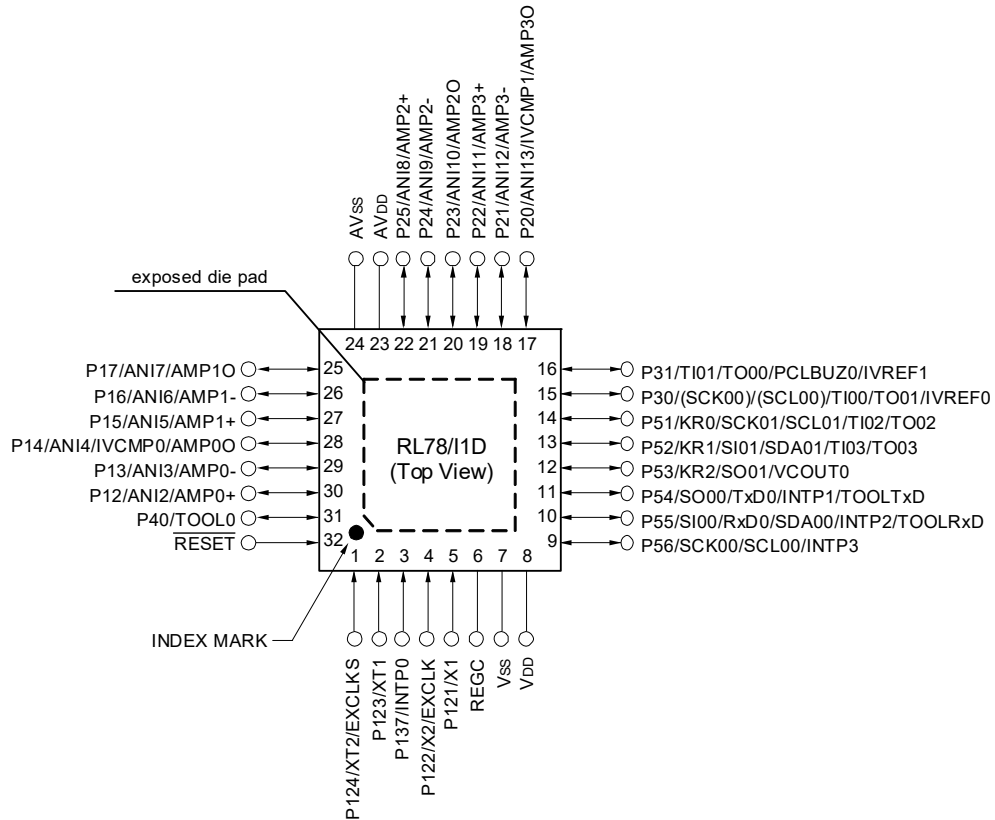 AVSS
AVDD
P25/ANI8/AMP2+
P24/ANI9/AMP2-
P23/ANI10/AMP2O
P22/ANI11/AMP3+
P21/ANI12/AMP3-
P20/ANI13/IVCMP1/AMP3O
exposed die pad
24 23 22 21 20 19 18 17
P17/ANI7/AMP1O 25
P16/ANI6/AMP1- 26
P15/ANI5/AMP1+ 27
P14/ANI4/IVCMP0/AMP0O 28
P13/ANI3/AMP0- 29
P12/ANI2/AMP0+ 30
P40/TOOL0 31
RESET 32
RL78/I1D
(Top View)
16 P31/TI01/TO00/PCLBUZ0/IVREF1
15 P30/(SCK00)/(SCL00)/TI00/TO01/IVREF0
14 P51/KR0/SCK01/SCL01/TI02/TO02
13 P52/KR1/SI01/SDA01/TI03/TO03
12 P53/KR2/SO01/VCOUT0
11 P54/SO00/TxD0/INTP1/TOOLTxD
10 P55/SI00/RxD0/SDA00/INTP2/TOOLRxD
9 P56/SCK00/SCL00/INTP3
1 2 3 4 5 6 7 8
INDEX MARK
P124/XT2/EXCLKS
P123/XT1
P137/INTP0
P122/X2/EXCLK
P121/X1
REGC
VSS
VDD